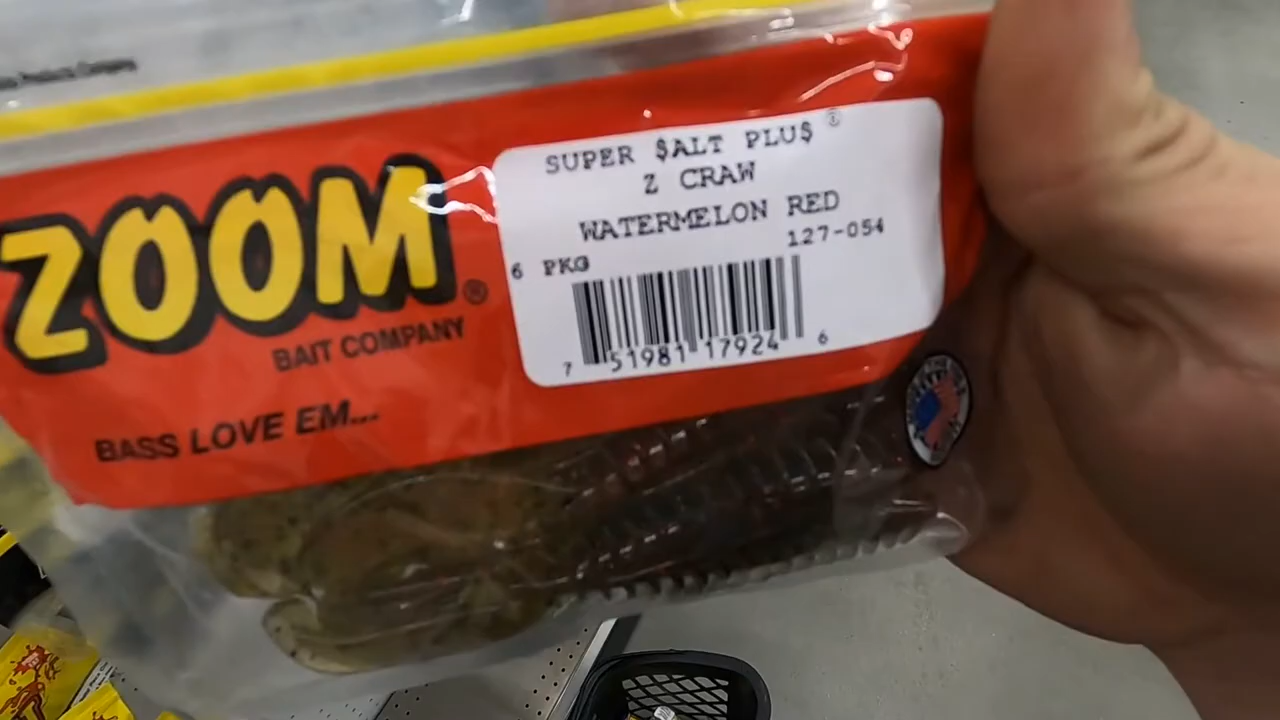 ZOOM®
BAIT COMPANY
BASS LOVE EM...
SUPER $ALT PLU$ ®
Z CRAW
WATERMELON RED
127-054
6 PKG
7 51981 17924 6